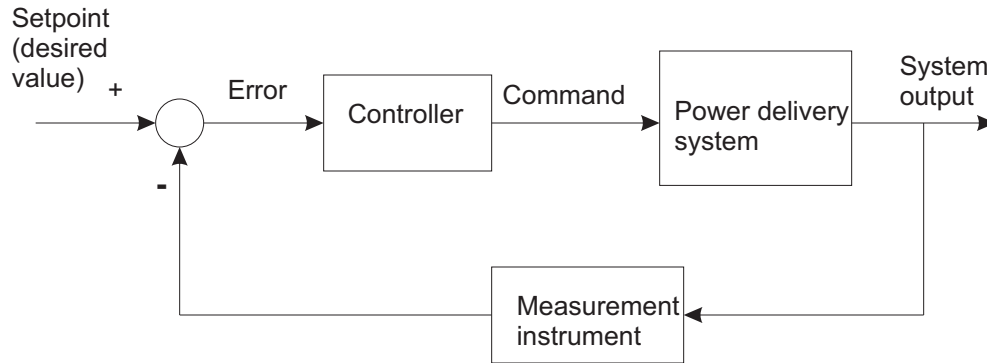 Setpoint
(desired
value)
+
Error
Controller
Command
Power delivery
system
System
output
-
Measurement
instrument